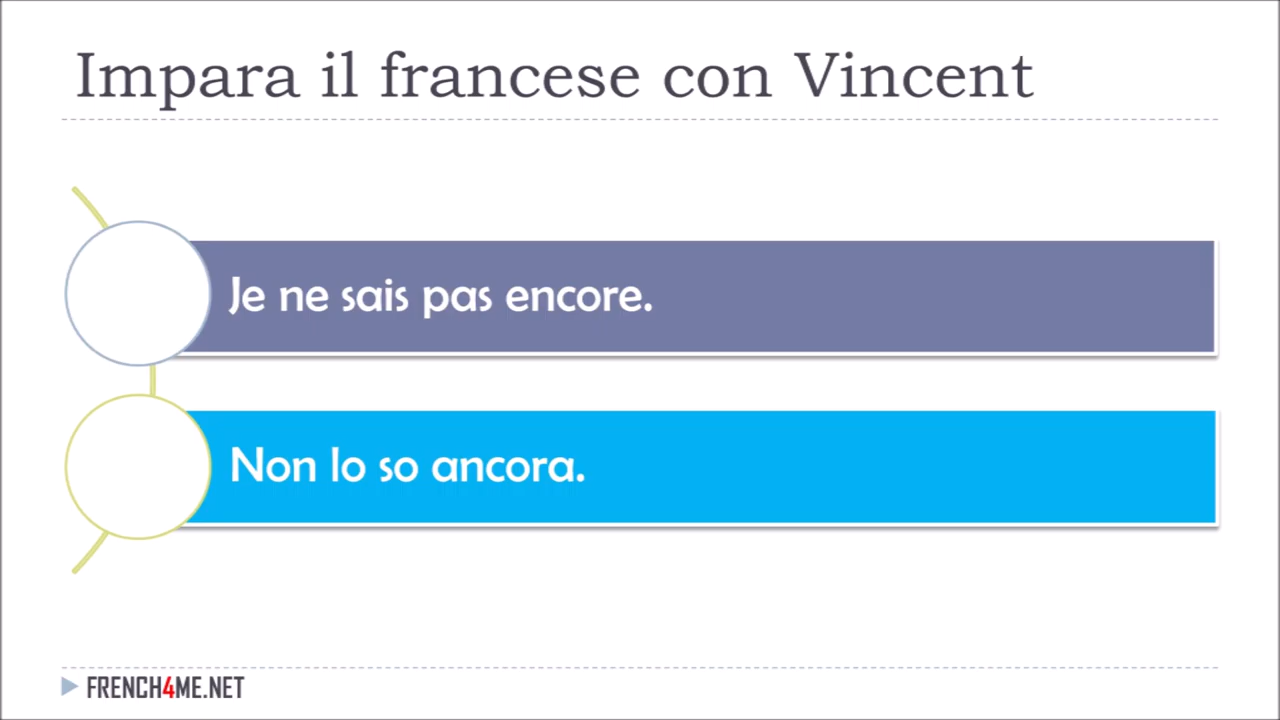 Impara il francese con Vincent
Je ne sais pas encore.
Non lo so ancora.
FRENCH4ME.NET